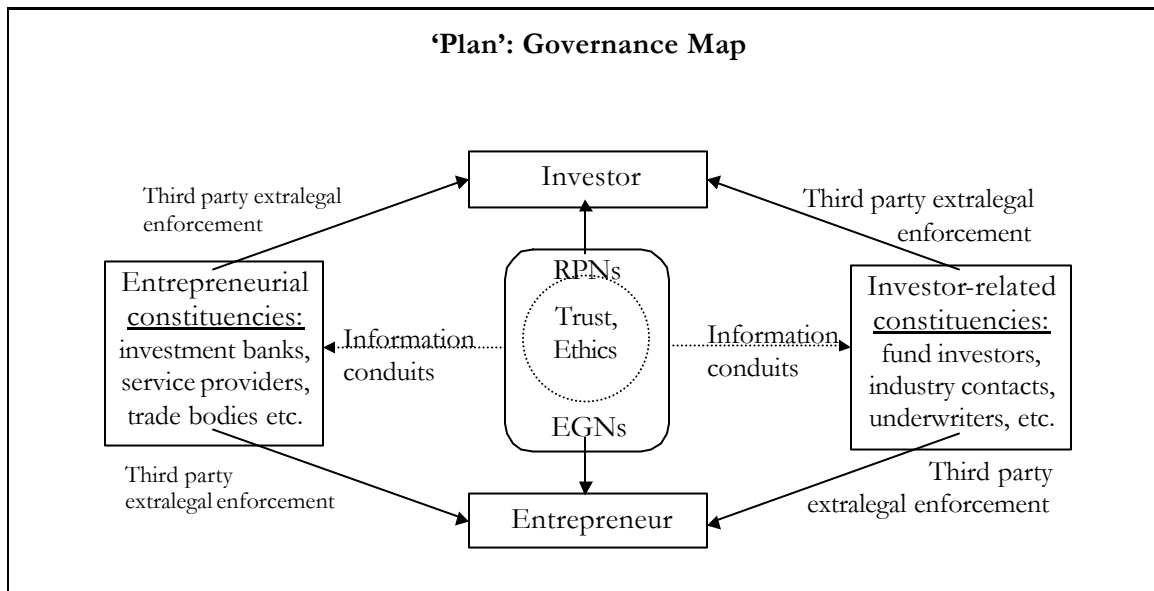 ‘Plan’: Governance Map
Investor
Third party extralegal
enforcement
Third party extralegal
enforcement
Entrepreneurial
constituencies:
investment banks,
service providers,
trade bodies etc.
Information
conduits
RPNs
Trust,
Ethics
EGNs
Information
conduits
Investor-related
constituencies:
fund investors,
industry contacts,
underwriters, etc.
Third party
extralegal enforcement
Third party
extralegal enforcement
Entrepreneur